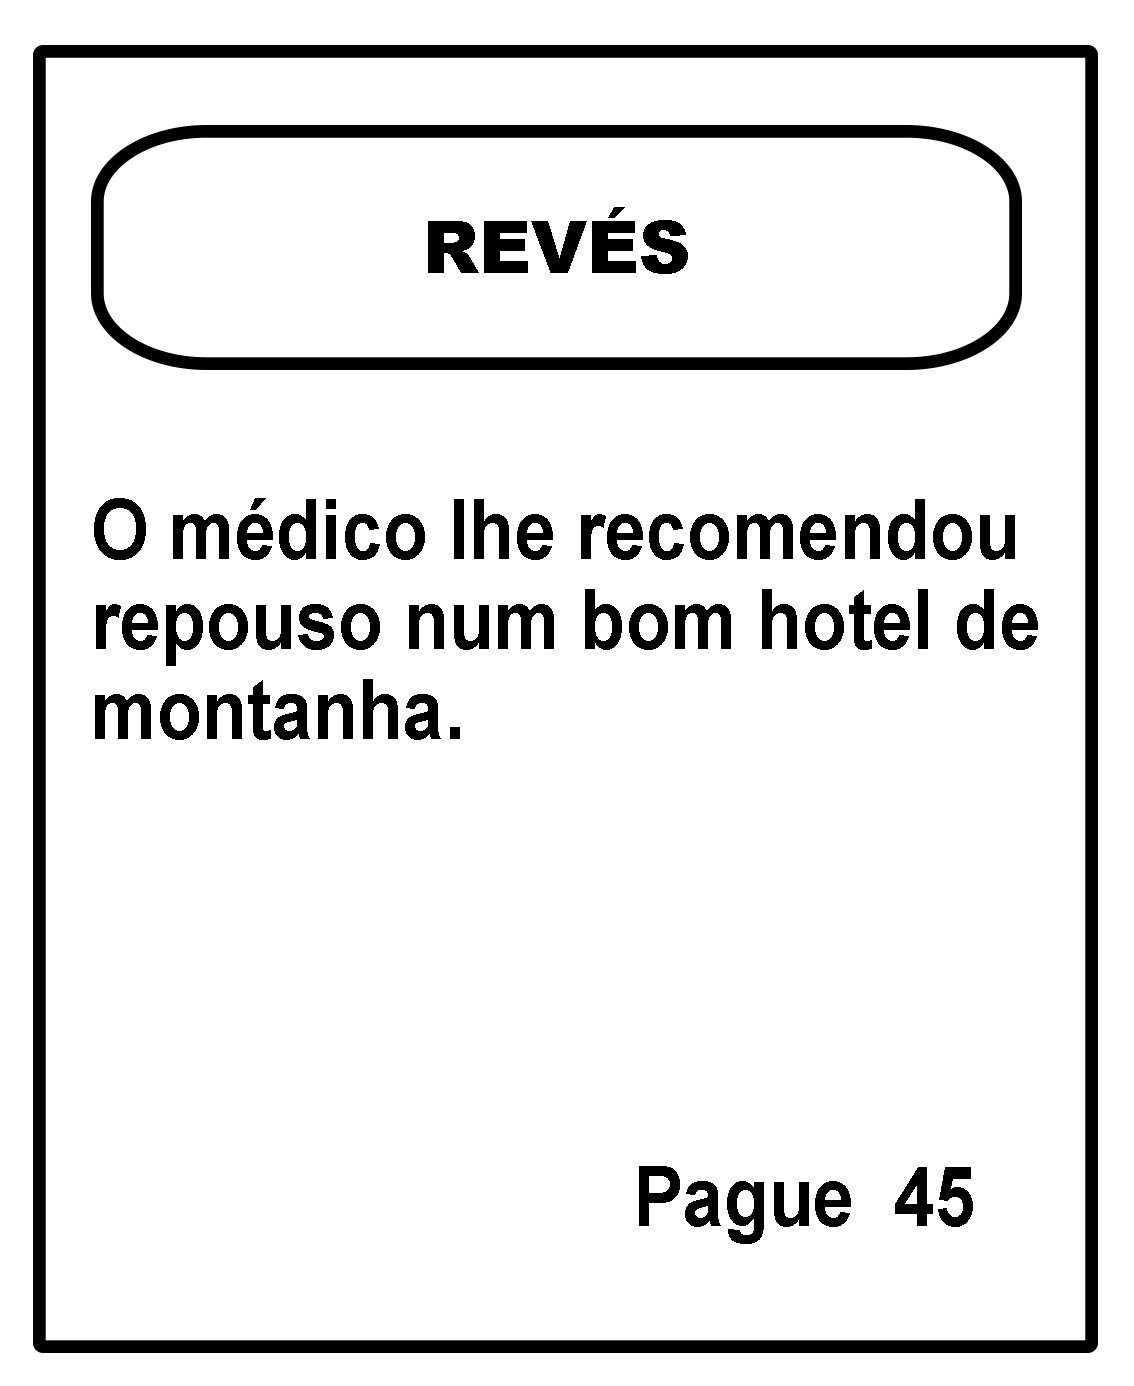 REVÉS
O médico lhe recomendou
repouso num bom hotel de
montanha.
Pague 45